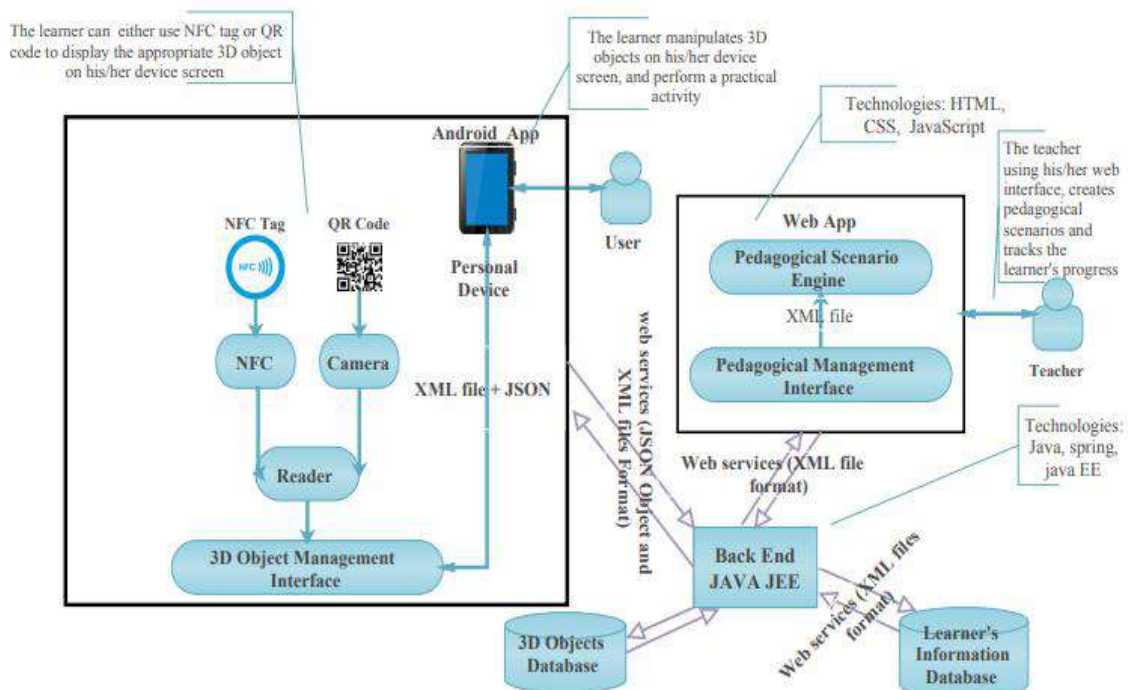 The learner can either use NFC tag or QR
code to display the appropriate 3D object
on his/her device screen
The learner manipulates 3D
objects on his/her device
screen, and perform a practical
activity
Technologies: HTML,
CSS, JavaScript
The teacher
using his/her web
interface, creates
pedagogical
scenarios and
tracks the
learner's progress
Android App
NFC Tag
QR Code
NFC
User
Personal
Device
Web App
Pedagogical Scenario
Engine
XML file
Pedagogical Management
Interface
Teacher
NFC
Camera
XML file + JSON
Reader
3D Object Management
Interface
web services (JSON Object and
XML files Format)
Web services (XML file
format)
Technologies:
Java, spring,
java EE
Back End
JAVA JEE
Web services (XML files
format)
3D Objects
Database
Learner's
Information
Database